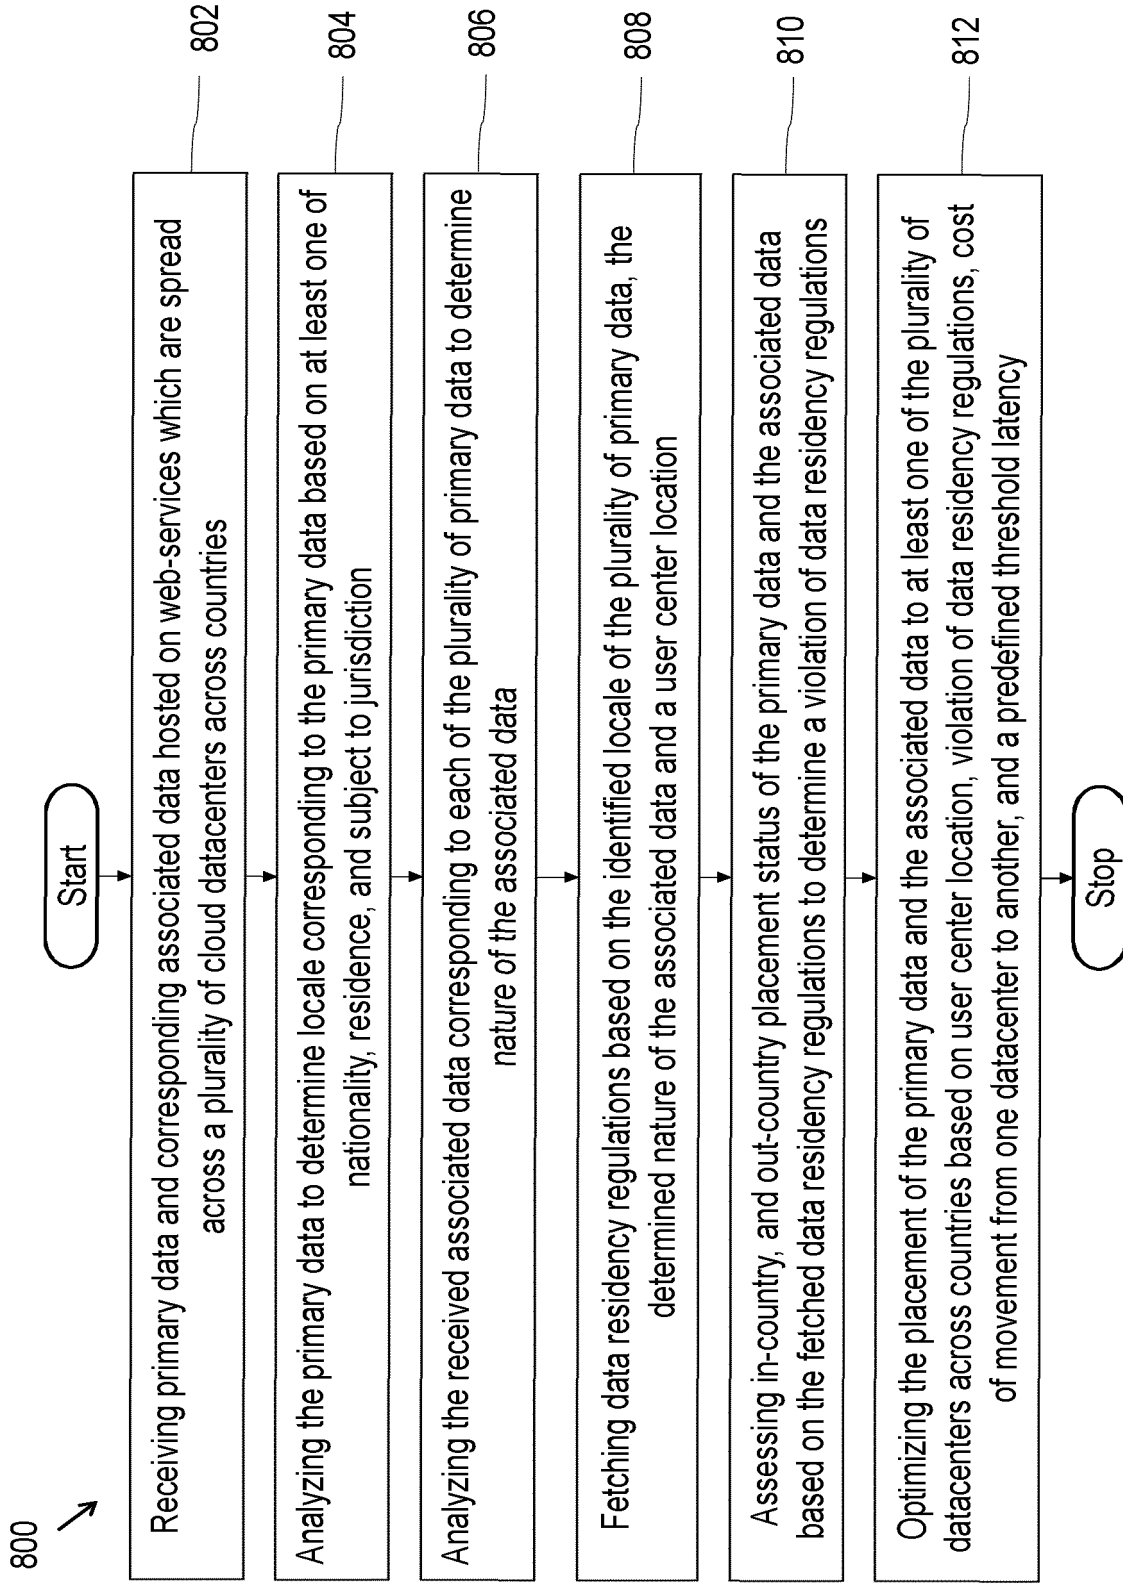 800
Start
Receiving primary data and corresponding associated data hosted on web-services which are spread
across a plurality of cloud datacenters across countries
802
Analyzing the primary data to determine locale corresponding to the primary data based on at least one of
nationality, residence, and subject to jurisdiction
804
Analyzing the received associated data corresponding to each of the plurality of primary data to determine
nature of the associated data
806
Fetching data residency regulations based on the identified locale of the plurality of primary data, the
determined nature of the associated data and a user center location
808
Assessing in-country, and out-country placement status of the primary data and the associated data
based on the fetched data residency regulations to determine a violation of data residency regulations
810
Optimizing the placement of the primary data and the associated data to at least one of the plurality of
datacenters across countries based on user center location, violation of data residency regulations, cost
of movement from one datacenter to another, and a predefined threshold latency
812
Stop